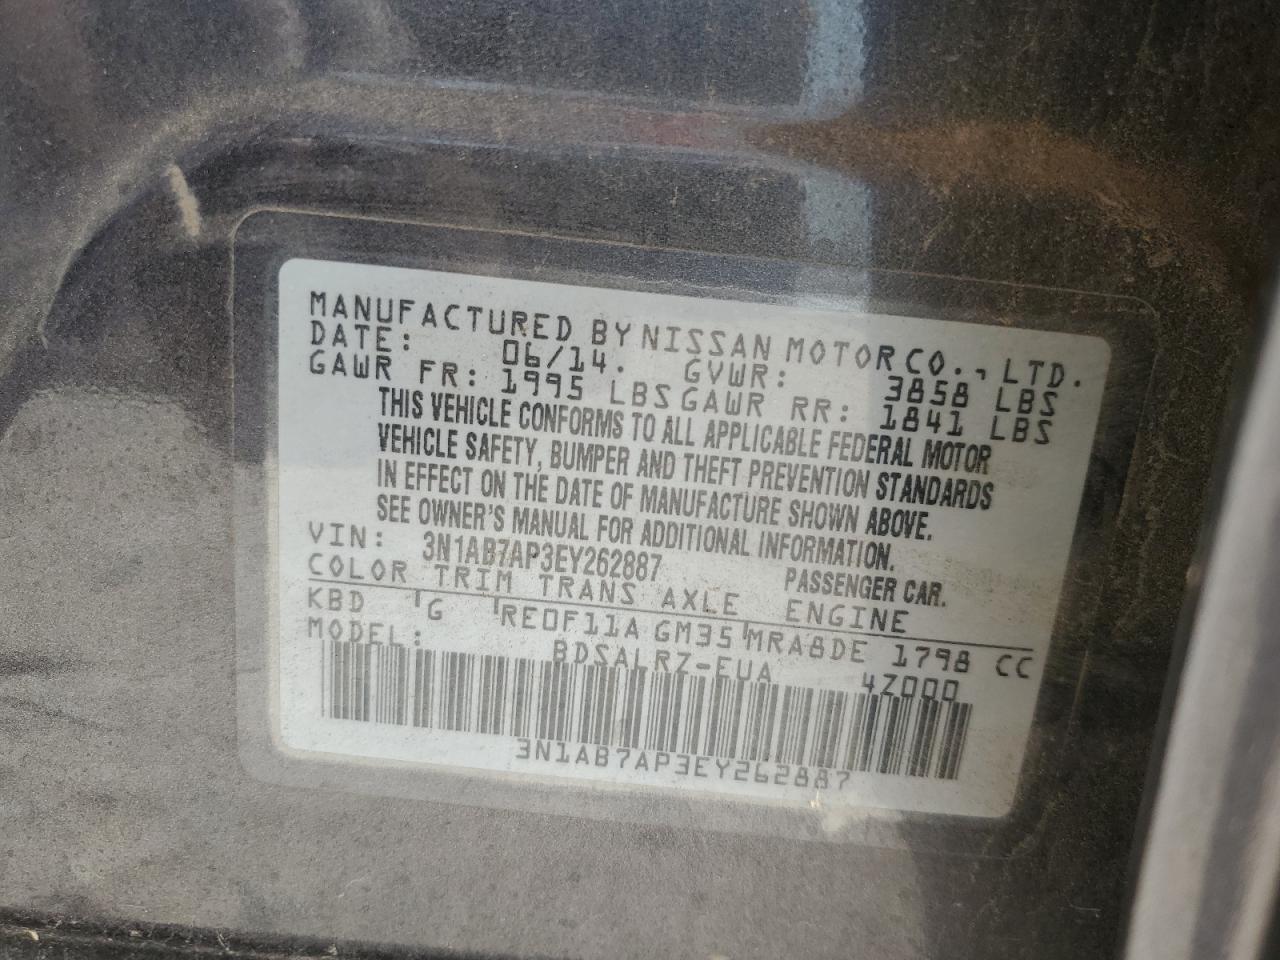 MANUFACTURED BY NISSAN MOTOR CO., LTD.
DATE: 06/14. GVWR: 3858 LBS
GAWR FR: 1995 LBS GAWR RR: 1841 LBS
THIS VEHICLE CONFORMS TO ALL APPLICABLE FEDERAL MOTOR
VEHICLE SAFETY, BUMPER AND THEFT PREVENTION STANDARDS
IN EFFECT ON THE DATE OF MANUFACTURE SHOWN ABOVE.
SEE OWNER'S MANUAL FOR ADDITIONAL INFORMATION.
VIN: 3N1AB7AP3EY262887 PASSENGER CAR.
COLOR TRIM TRANS AXLE ENGINE
KBD G RE0F11A GM35 MRA8DE 1798 CC
MODEL: BDSALRZ-EUA 4Z000
3N1AB7AP3EY262887